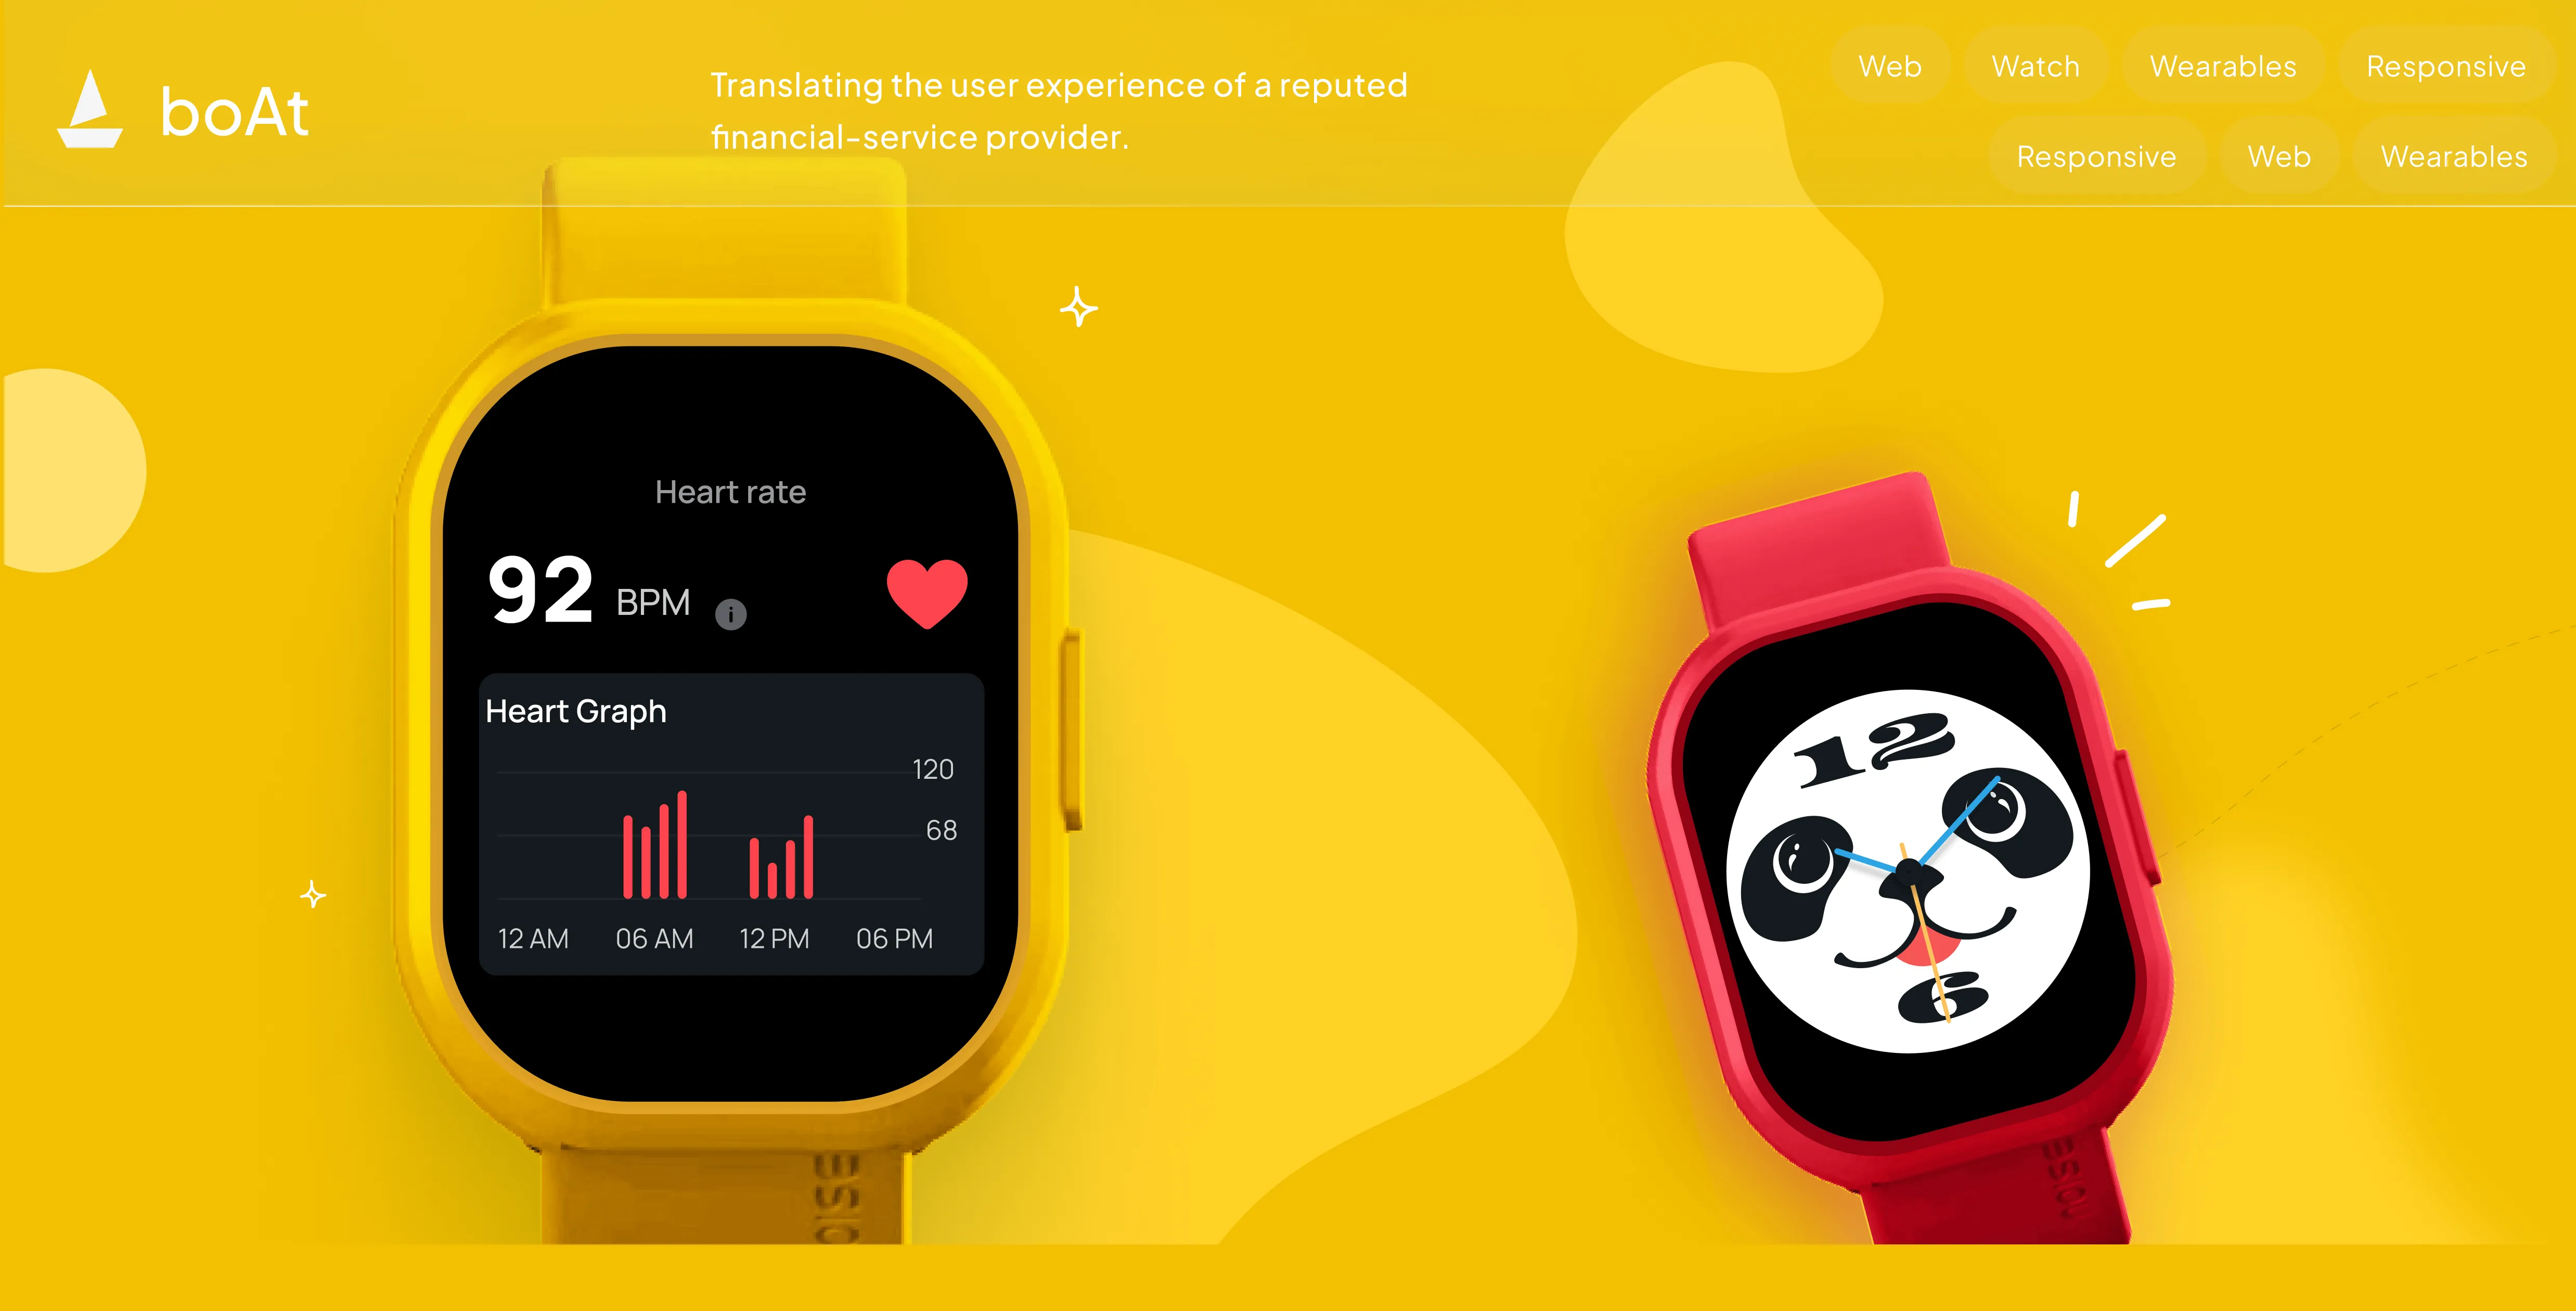 boAt
Translating the user experience of a reputed
financial-service provider.
Web Watch Wearables Responsive
Responsive Web Wearables
Heart rate
92 BPM i
Heart Graph
120
68
12 AM 06 AM 12 PM 06 PM
12
6